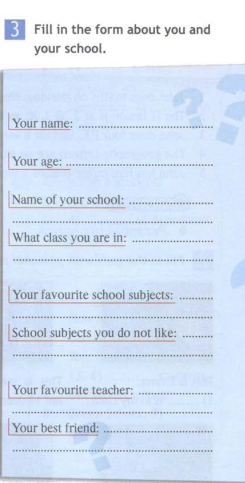 3 Fill in the form about you and
your school.
Your name: ........................................
Your age: ............................................
Name of your school: .........................
............................................................
What class you are in: ........................
............................................................
Your favourite school subjects: ..........
............................................................
School subjects you do not like: .........
............................................................
Your favourite teacher: .......................
............................................................
Your best friend: ................................
............................................................